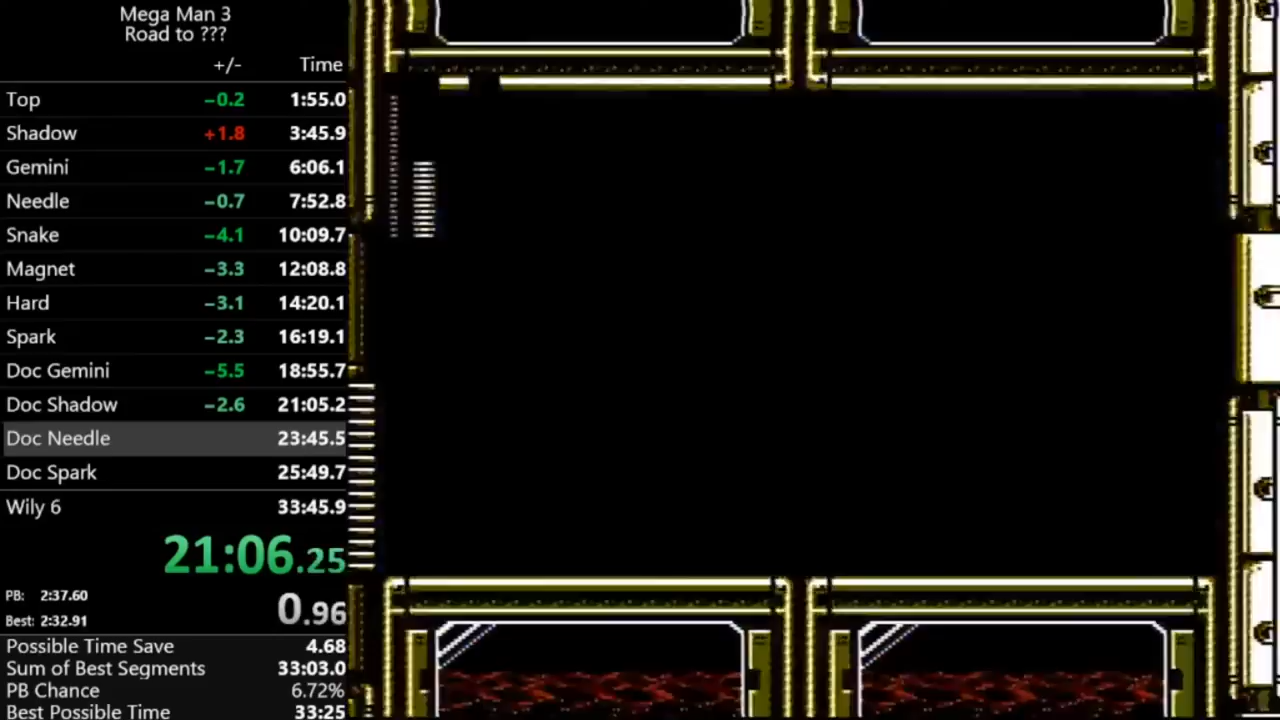 Mega Man 3
Road to ???
+/- Time
Top −0.2 1:55.0
Shadow +1.8 3:45.9
Gemini −1.7 6:06.1
Needle −0.7 7:52.8
Snake −4.1 10:09.7
Magnet −3.3 12:08.8
Hard −3.1 14:20.1
Spark −2.3 16:19.1
Doc Gemini −5.5 18:55.7
Doc Shadow −2.6 21:05.2
Doc Needle 23:45.5
Doc Spark 25:49.7
Wily 6 33:45.9
21:06.25
PB: 2:37.60
Best: 2:32.91
0.96
Possible Time Save 4.68
Sum of Best Segments 33:03.0
PB Chance 6.72%
Best Possible Time 33:25